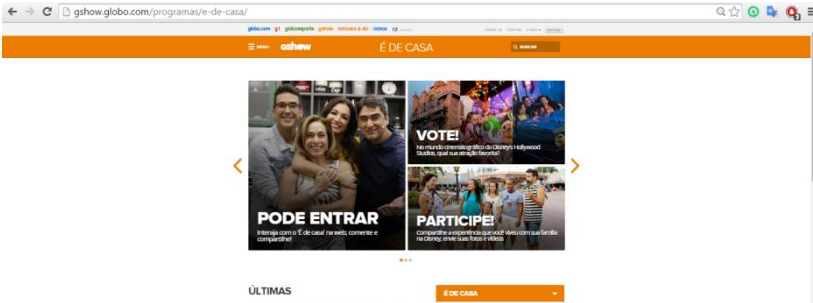 gshow.globo.com/programas/e-de-casa/
globo.com g1 globoesporte gshow famosos & etc vídeos
MENU gshow É DE CASA BUSCAR
VOTE!
No mundo cinematográfico do Disney's Hollywood
Studios, qual sua atração favorita?
PODE ENTRAR
Interaja com o 'É de casa' na web, comente e
compartilhe!
PARTICIPE!
Compartilhe a experiência que você viveu com sua família
na Disney, envie suas fotos e vídeos
ÚLTIMAS
É DE CASA